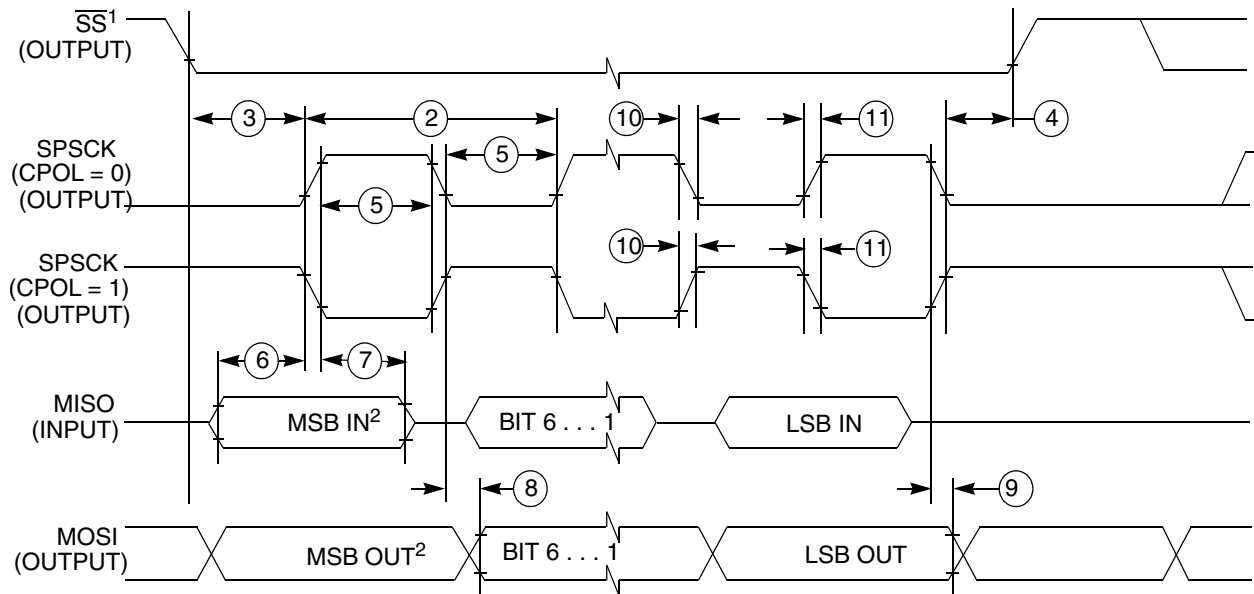 SS¹
(OUTPUT)
3
2
10
11
4
SPSCK
(CPOL = 0)
(OUTPUT)
5
5
SPSCK
(CPOL = 1)
(OUTPUT)
10
11
6
7
MISO
(INPUT)
MSB IN²
BIT 6 . . . 1
LSB IN
8
9
MOSI
(OUTPUT)
MSB OUT²
BIT 6 . . . 1
LSB OUT